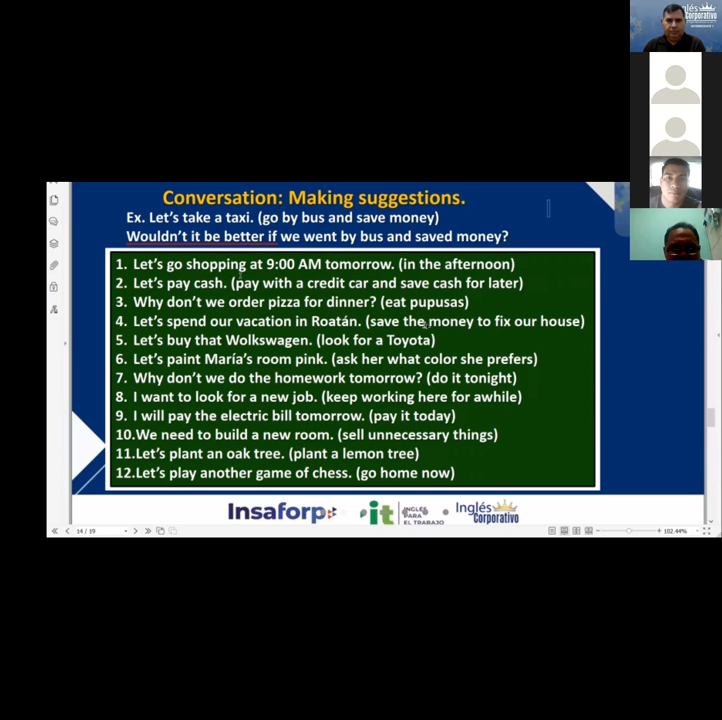 glés
Corporativo
Conversation: Making suggestions.
Ex. Let's take a taxi. (go by bus and save money)
Wouldn't it be better if we went by bus and saved money?
1. Let's go shopping at 9:00 AM tomorrow. (in the afternoon)
2. Let's pay cash. (pay with a credit car and save cash for later)
3. Why don't we order pizza for dinner? (eat pupusas)
4. Let's spend our vacation in Roatán. (save the money to fix our house)
5. Let's buy that Wolkswagen. (look for a Toyota)
6. Let's paint María's room pink. (ask her what color she prefers)
7. Why don't we do the homework tomorrow? (do it tonight)
8. I want to look for a new job. (keep working here for awhile)
9. I will pay the electric bill tomorrow. (pay it today)
10.We need to build a new room. (sell unnecessary things)
11.Let's plant an oak tree. (plant a lemon tree)
12.Let's play another game of chess. (go home now)
Insaforp it INGLÉS PARA EL TRABAJO Inglés Corporativo
14 / 19 102.44%